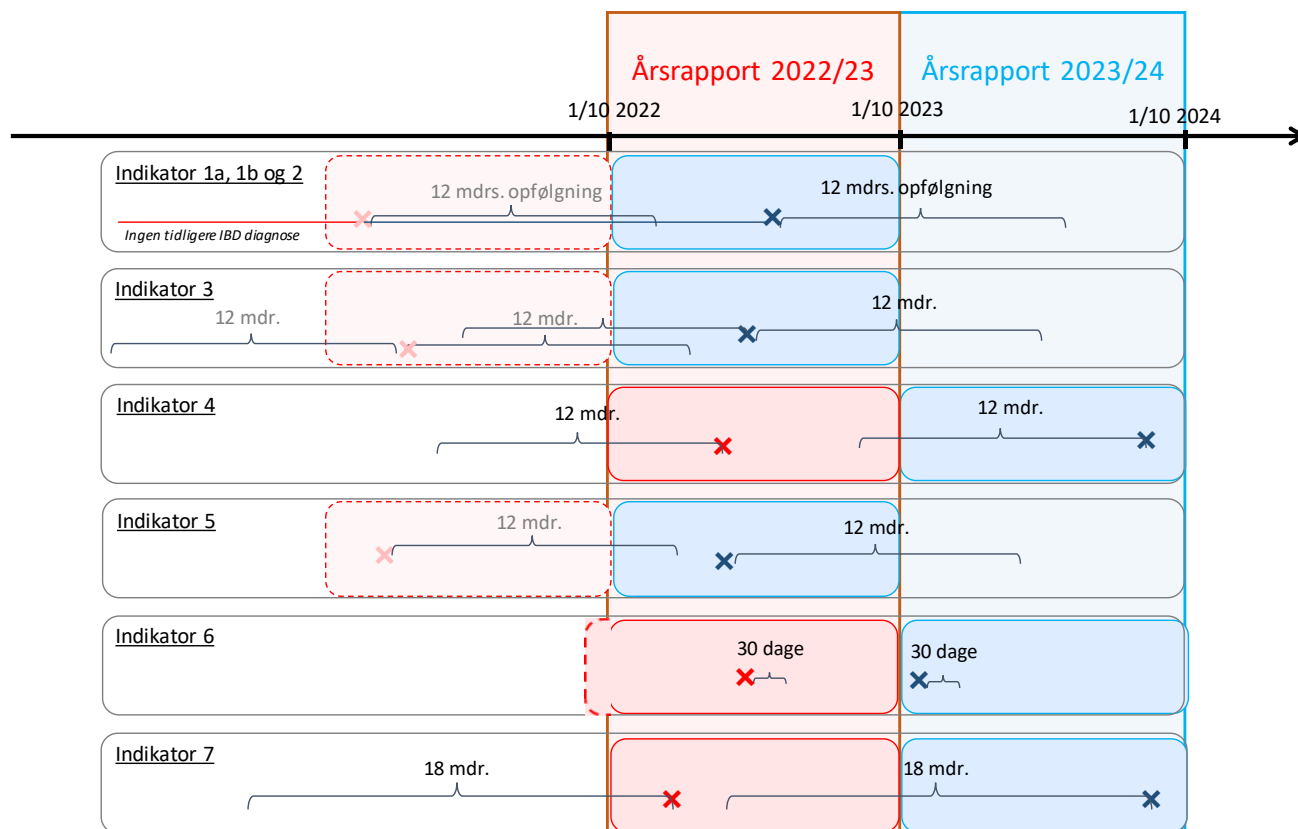 Årsrapport 2022/23
Årsrapport 2023/24
1/10 2022
1/10 2023
1/10 2024
Indikator 1a, 1b og 2
12 mdrs. opfølgning
12 mdrs. opfølgning
Ingen tidligere IBD diagnose
Indikator 3
12 mdr.
12 mdr.
12 mdr.
Indikator 4
12 mdr.
12 mdr.
Indikator 5
12 mdr.
12 mdr.
Indikator 6
30 dage
30 dage
Indikator 7
18 mdr.
18 mdr.